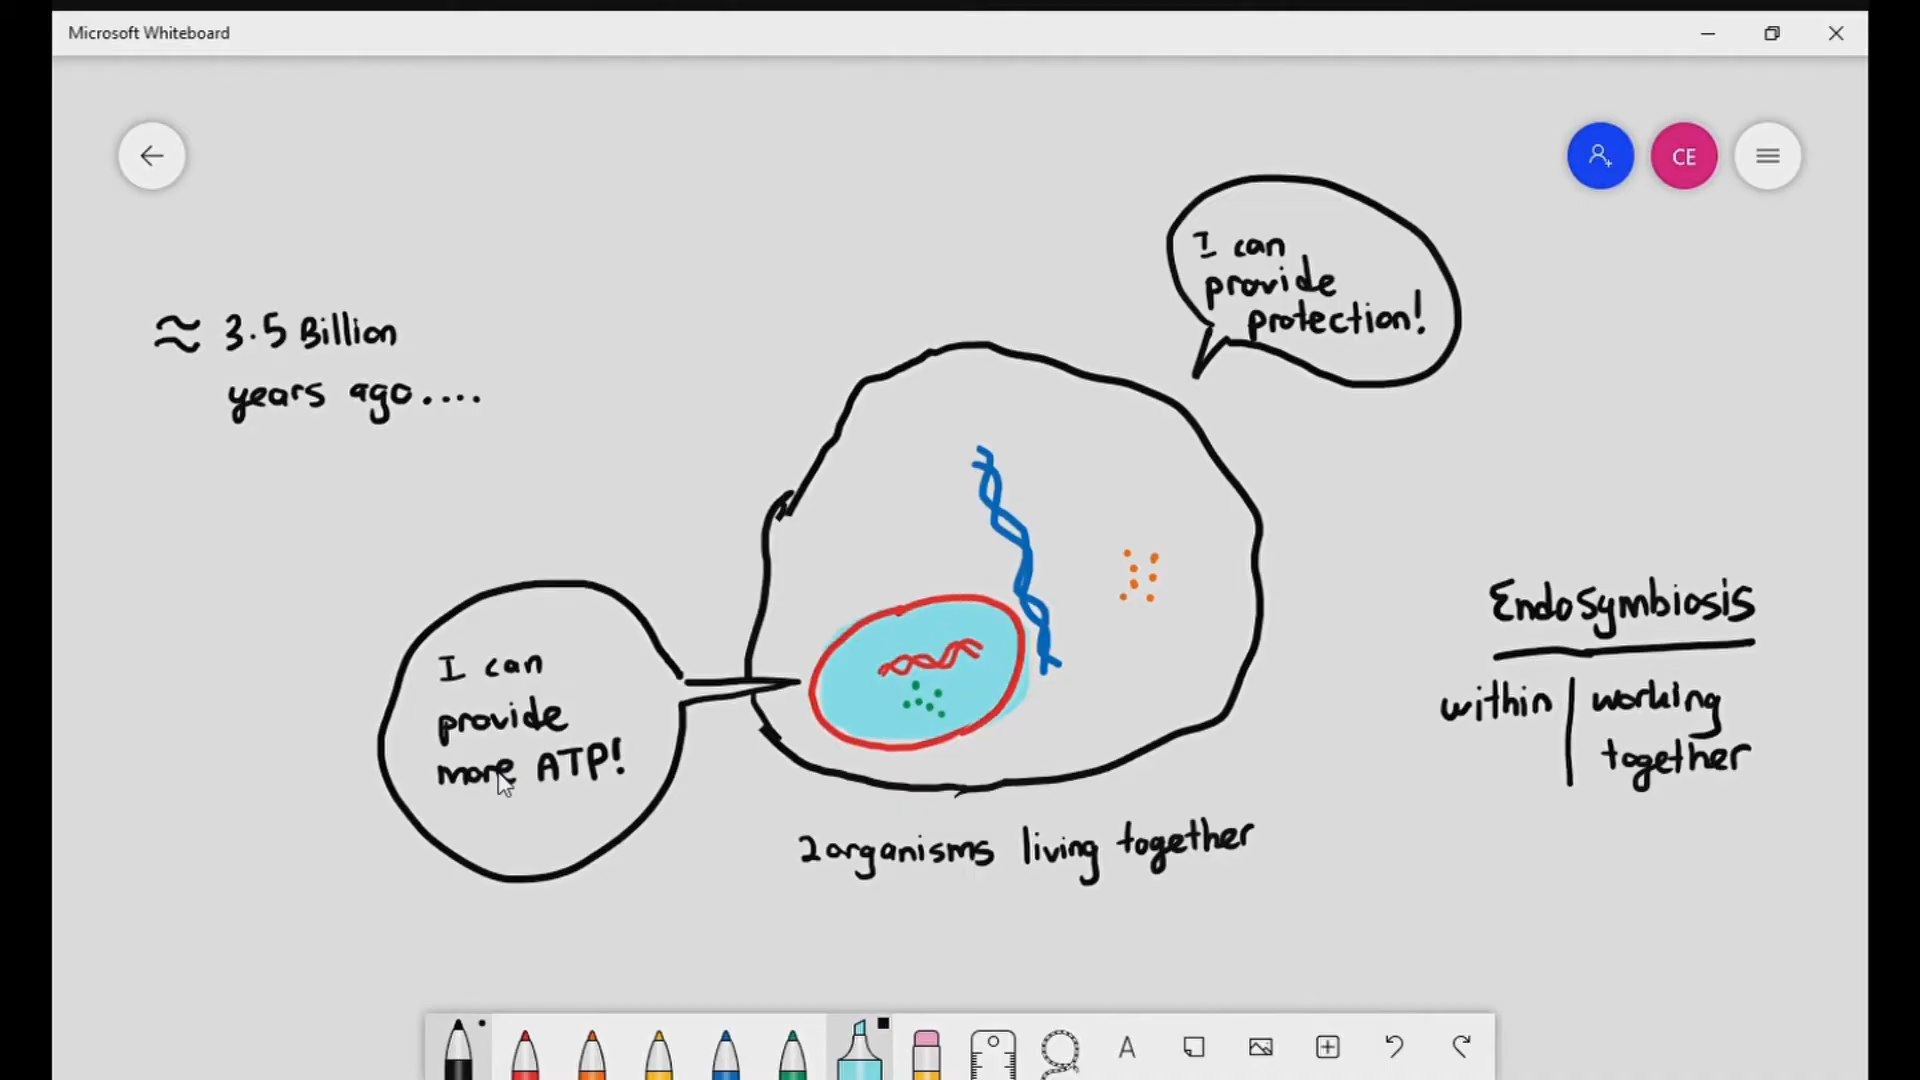 Microsoft Whiteboard
CE
I can
provide
protection!
≈ 3.5 Billion
years ago....
Endosymbiosis
within | working
together
I can
provide
more ATP!
2 organisms living together
A